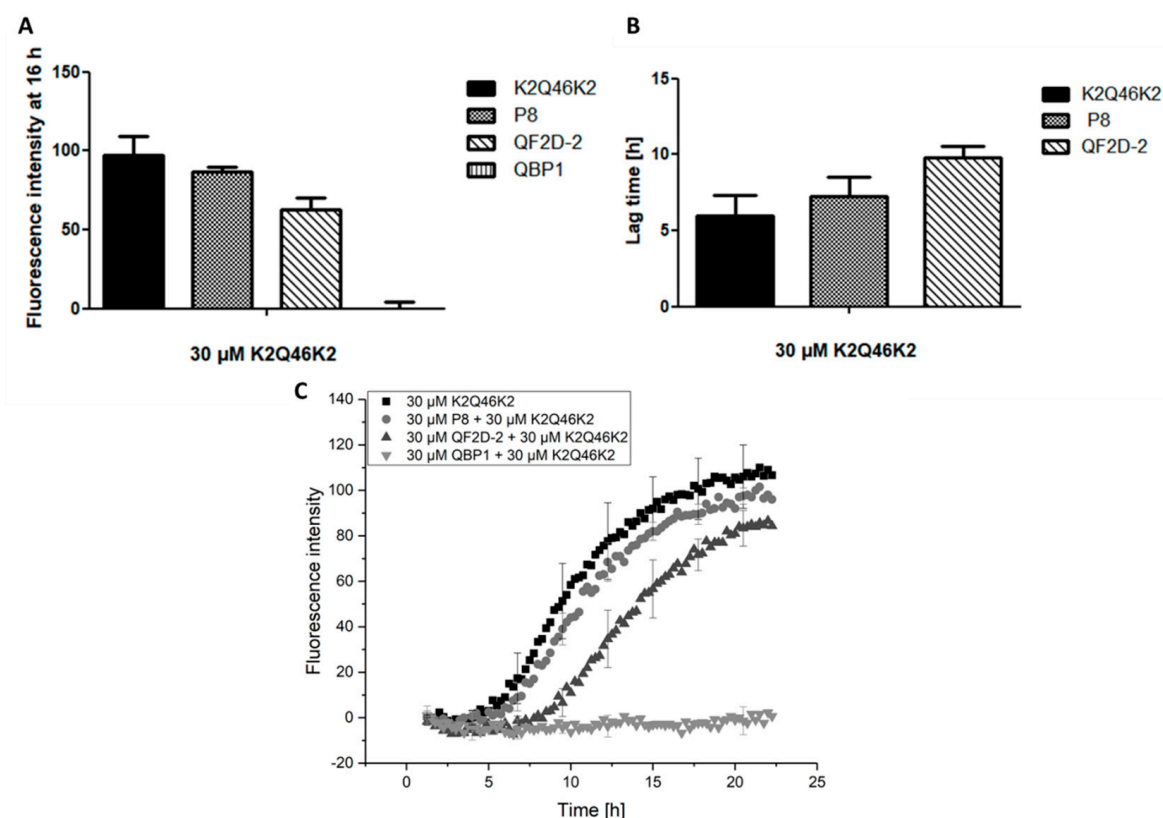 A
Fluorescence intensity at 16 h
150
100
50
0
K2Q46K2
P8
QF2D-2
QBP1
30 µM K2Q46K2
B
Lag time [h]
15
10
5
0
K2Q46K2
P8
QF2D-2
30 µM K2Q46K2
C
Fluorescence intensity
140
120
100
80
60
40
20
0
-20
30 µM K2Q46K2
30 µM P8 + 30 µM K2Q46K2
30 µM QF2D-2 + 30 µM K2Q46K2
30 µM QBP1 + 30 µM K2Q46K2
0 5 10 15 20 25
Time [h]